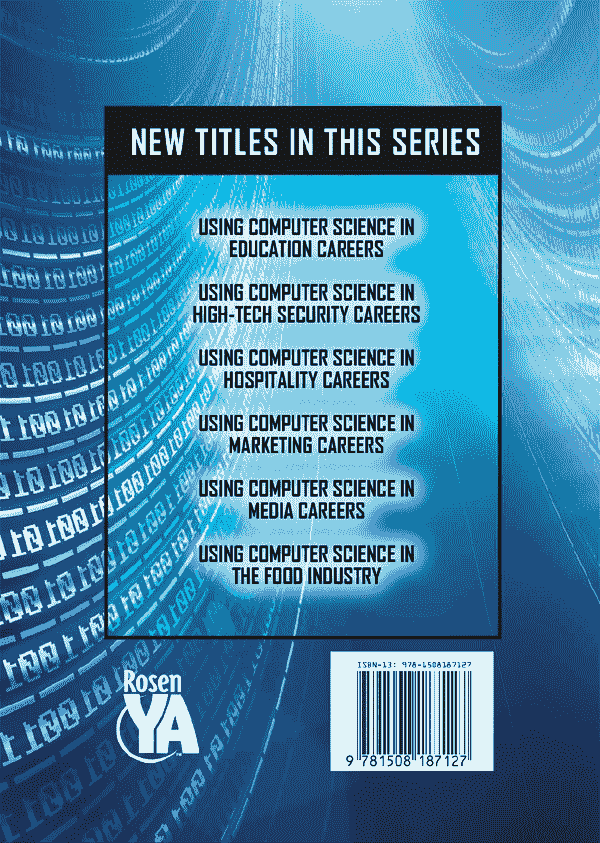 NEW TITLES IN THIS SERIES
USING COMPUTER SCIENCE IN
EDUCATION CAREERS
USING COMPUTER SCIENCE IN
HIGH-TECH SECURITY CAREERS
USING COMPUTER SCIENCE IN
HOSPITALITY CAREERS
USING COMPUTER SCIENCE IN
MARKETING CAREERS
USING COMPUTER SCIENCE IN
MEDIA CAREERS
USING COMPUTER SCIENCE IN
THE FOOD INDUSTRY
ISBN-13: 978-1508187127
Rosen
YA
9 781508 187127